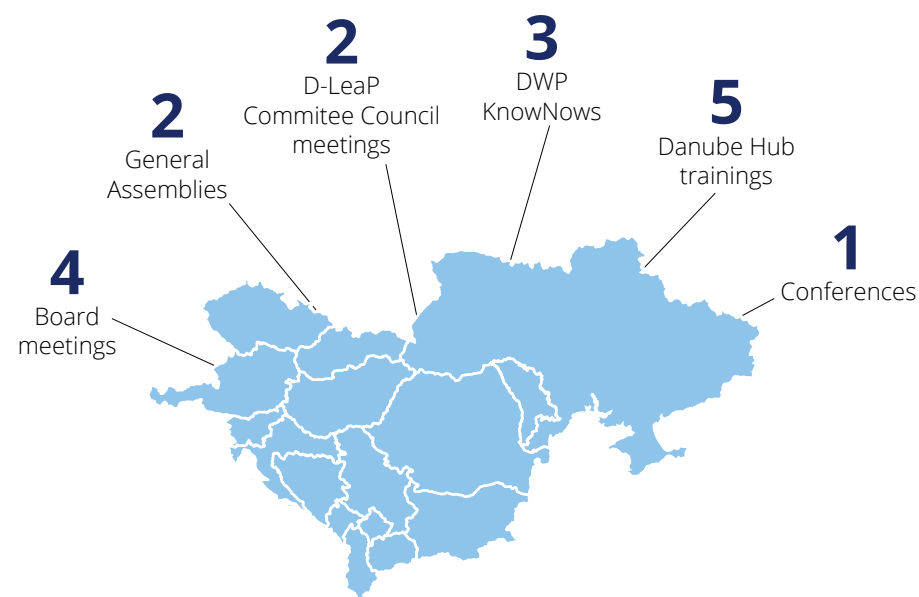 4
Board
meetings
2
General
Assemblies
2
D-LeaP
Commitee Council
meetings
3
DWP
KnowNows
5
Danube Hub
trainings
1
Conferences